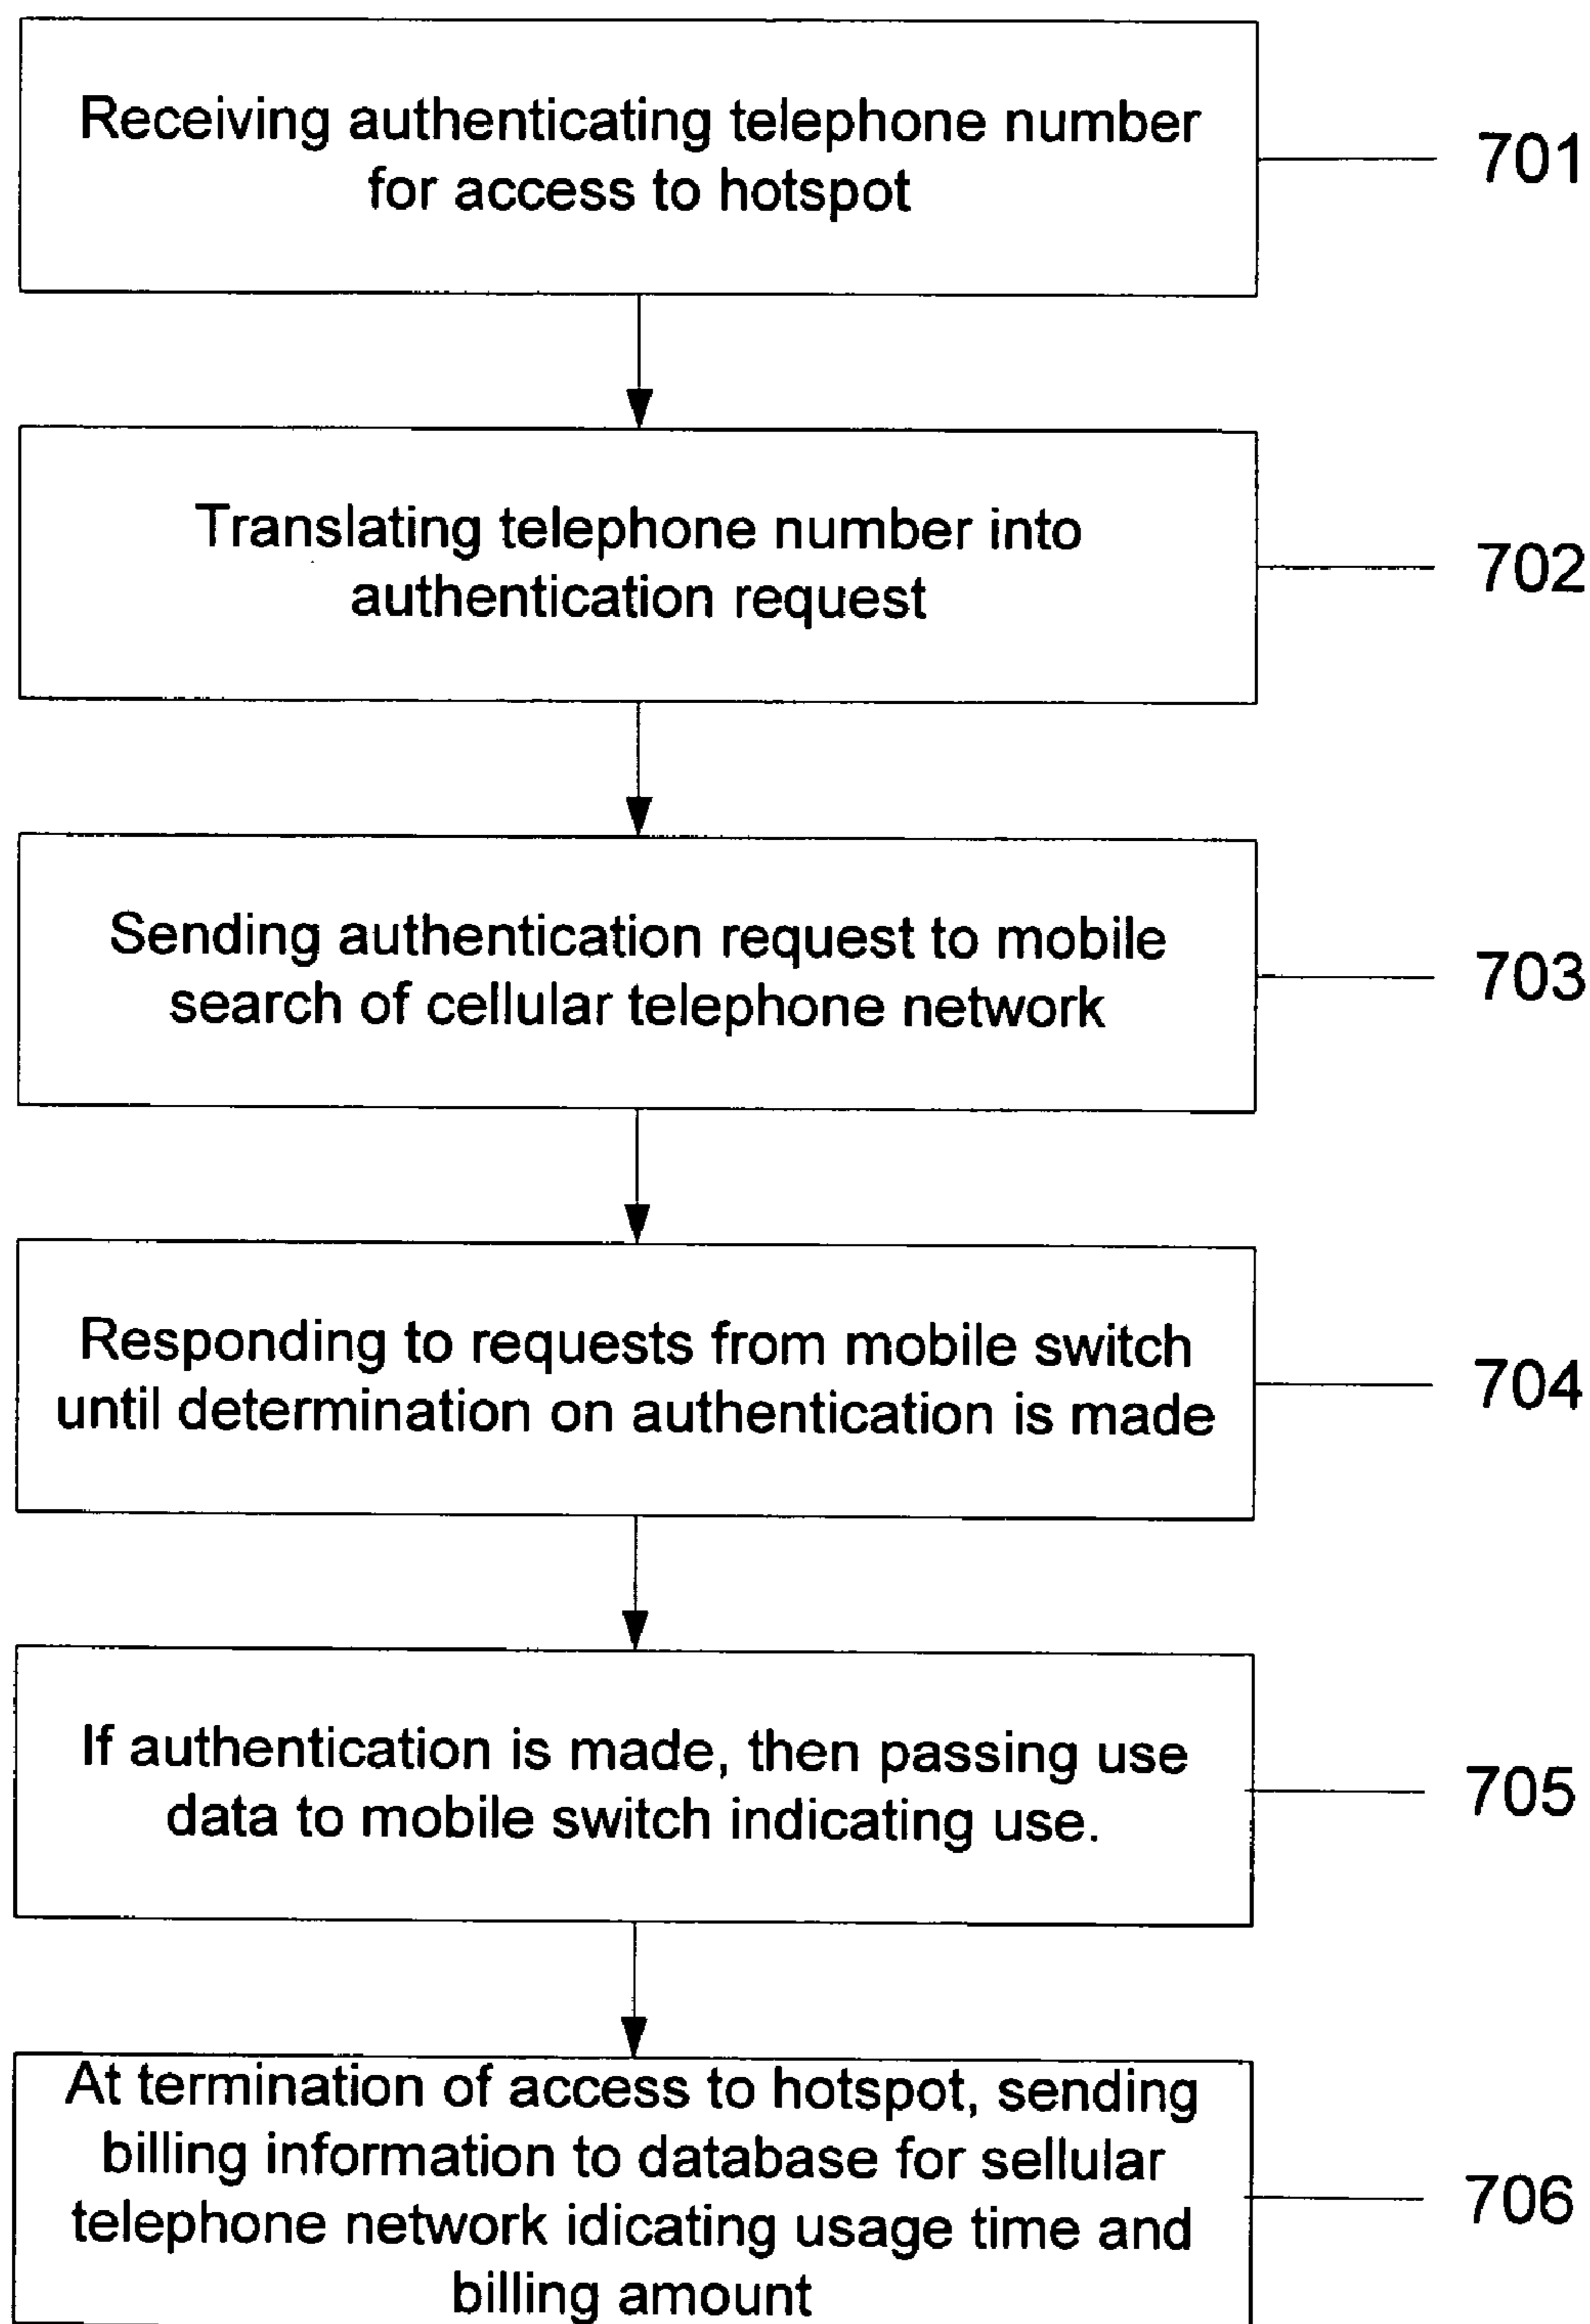 Receiving authenticating telephone number
for access to hotspot
701
Translating telephone number into
authentication request
702
Sending authentication request to mobile
search of cellular telephone network
703
Responding to requests from mobile switch
until determination on authentication is made
704
If authentication is made, then passing use
data to mobile switch indicating use.
705
At termination of access to hotspot, sending
billing information to database for sellular
telephone network idicating usage time and
billing amount
706